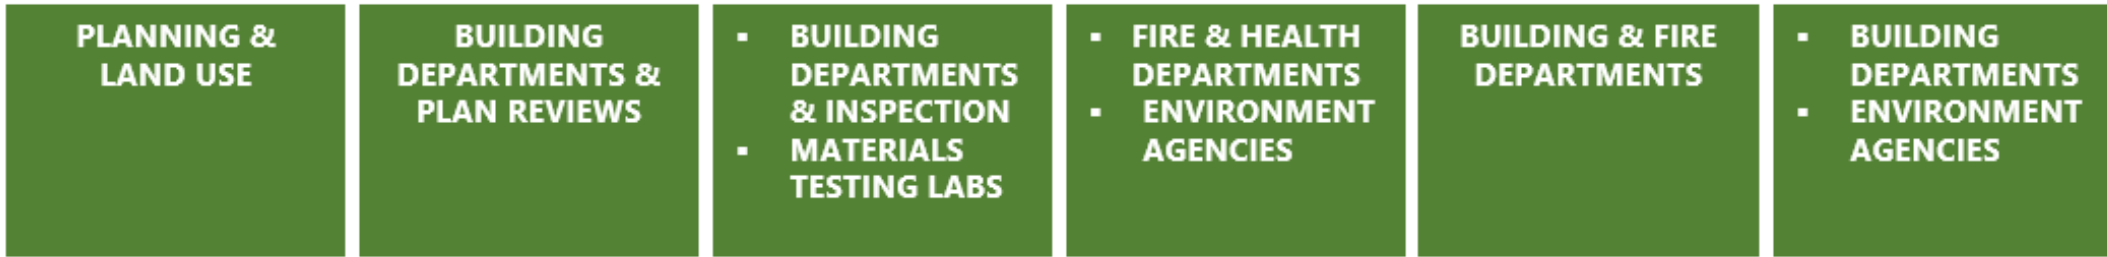 PLANNING &
LAND USE
BUILDING
DEPARTMENTS &
PLAN REVIEWS
▪ BUILDING
DEPARTMENTS
& INSPECTION
▪ MATERIALS
TESTING LABS
▪ FIRE & HEALTH
DEPARTMENTS
▪ ENVIRONMENT
AGENCIES
BUILDING & FIRE
DEPARTMENTS
▪ BUILDING
DEPARTMENTS
▪ ENVIRONMENT
AGENCIES